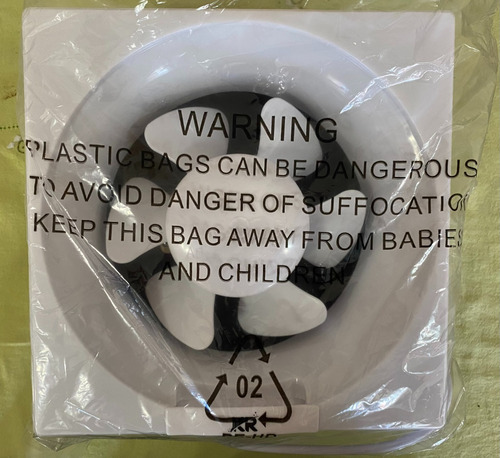 WARNING
PLASTIC BAGS CAN BE DANGEROUS
TO AVOID DANGER OF SUFFOCATION
KEEP THIS BAG AWAY FROM BABIES
AND CHILDREN
02